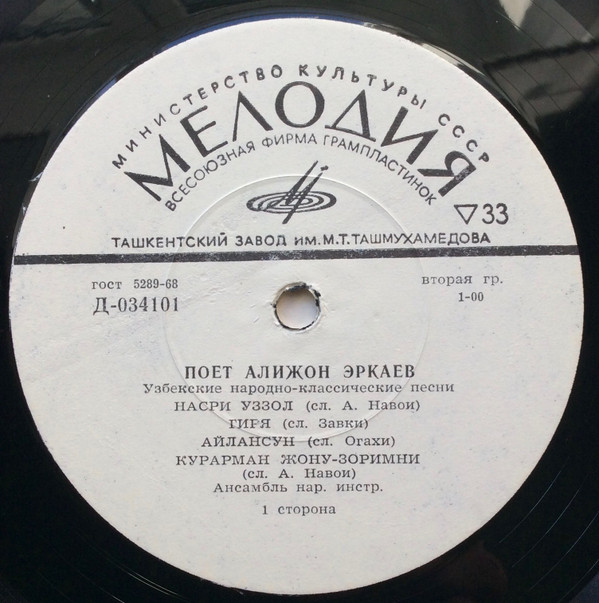 МИНИСТЕРСТВО КУЛЬТУРЫ СССР
МЕЛОДИЯ
ВСЕСОЮЗНАЯ ФИРМА ГРАМПЛАСТИНОК
▽33
ТАШКЕНТСКИЙ ЗАВОД ИМ. М.Т. ТАШМУХАМЕДОВА
гост 5289-68
вторая гр.
Д-034101
1-00
ПОЕТ АЛИЖОН ЭРКАЕВ
Узбекские народно-классические песни
НАСРИ УЗЗОЛ (сл. А. Навои)
ГИРЯ (сл. Завки)
АЙЛАНСУН (сл. Огахи)
КУРАРМАН ЖОНУ-ЗОРИМНИ
(сл. А. Навои)
Ансамбль нар. инстр.
1 сторона